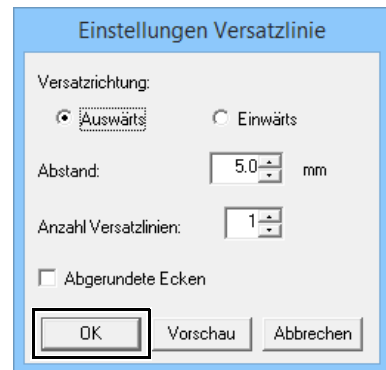 Einstellungen Versatzlinie
Versatzrichtung:
Auswärts Einwärts
Abstand: 5.0 mm
Anzahl Versatzlinien: 1
Abgerundete Ecken
OK Vorschau Abbrechen